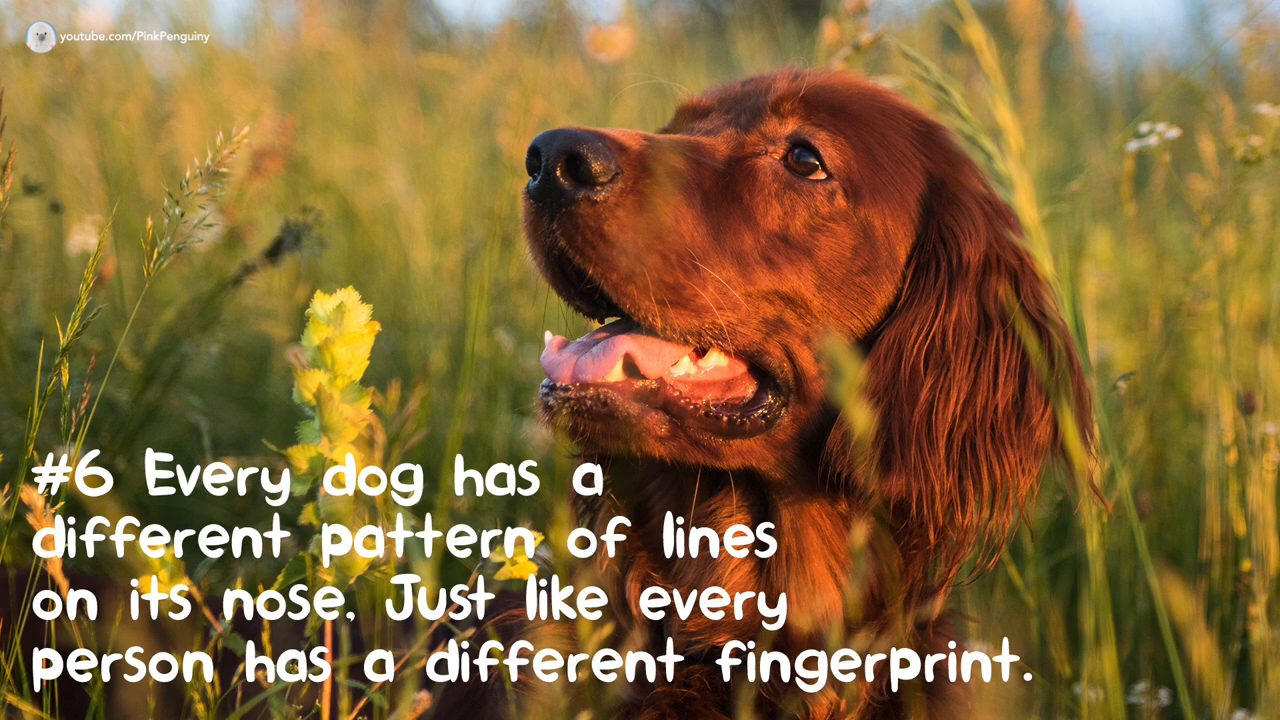 youtube.com/PinkPenguiny
#6 Every dog has a
different pattern of lines
on its nose, Just like every
person has a different fingerprint.